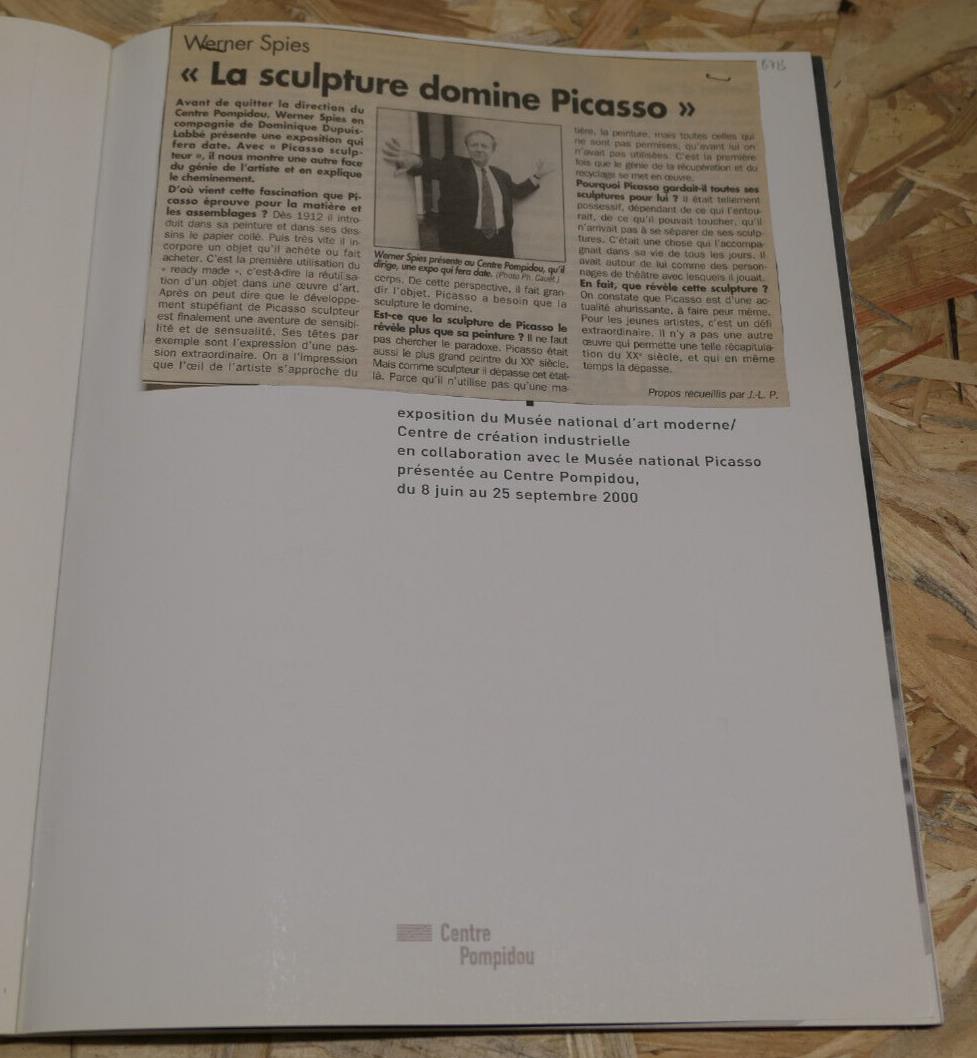 Werner Spies
« La sculpture domine Picasso »
Avant de quitter la direction du
Centre Pompidou, Werner Spies en
compagnie de Dominique Dupuis-
Labbé présente une exposition qui
fera date. Avec « Picasso sculp-
teur », il nous montre une autre face
du génie de l'artiste et en explique
le cheminement.
D'où vient cette fascination que Pi-
casso éprouve pour la matière et
les assemblages ? Dès 1912 il intro-
duit dans sa peinture et dans ses des-
sins le papier collé. Puis très vite il in-
corpore un objet qu'il achète ou fait
acheter. C'est la première utilisation du
« ready made », c'est-à-dire la réutilisa-
tion d'un objet dans une œuvre d'art.
Après on peut dire que le développe-
ment stupéfiant de Picasso sculpteur
est finalement une aventure de sensibi-
lité et de sensualité. Ses têtes par
exemple sont l'expression d'une pas-
sion extraordinaire. On a l'impression
que l'œil de l'artiste s'approche du
Werner Spies présente au Centre Pompidou, qu'il
dirige, une expo qui fera date. (Photo Ph. Cauët.)
corps. De cette perspective, il fait gran-
dir l'objet. Picasso a besoin que la
sculpture le domine.
Est-ce que la sculpture de Picasso le
révèle plus que sa peinture ? Il ne faut
pas chercher le paradoxe. Picasso était
aussi le plus grand peintre du XXe siècle.
Mais comme sculpteur il dépasse cet état-
là. Parce qu'il n'utilise pas qu'une ma-
tière, la peinture, mais toutes celles qui
ne sont pas permises, qu'avant lui on
n'avait pas utilisées. C'est la première
fois que le génie de la récupération et du
recyclage se met en œuvre.
Pourquoi Picasso gardait-il toutes ses
sculptures pour lui ? Il était tellement
possessif, dépendant de ce qui l'entou-
rait, de ce qu'il pouvait toucher, qu'il
n'arrivait pas à se séparer de ses sculp-
tures. C'était une chose qui l'accompa-
gnait dans sa vie de tous les jours. Il
avait autour de lui comme des person-
nages de théâtre avec lesquels il jouait.
En fait, que révèle cette sculpture ?
On constate que Picasso est d'une ac-
tualité ahurissante, à faire peur même.
Pour les jeunes artistes, c'est un défi
extraordinaire. Il n'y a pas une autre
œuvre qui permette une telle récapitula-
tion du XXe siècle, et qui en même
temps la dépasse.
Propos recueillis par J.-L. P.
exposition du Musée national d'art moderne/
Centre de création industrielle
en collaboration avec le Musée national Picasso
présentée au Centre Pompidou,
du 8 juin au 25 septembre 2000
Centre
Pompidou